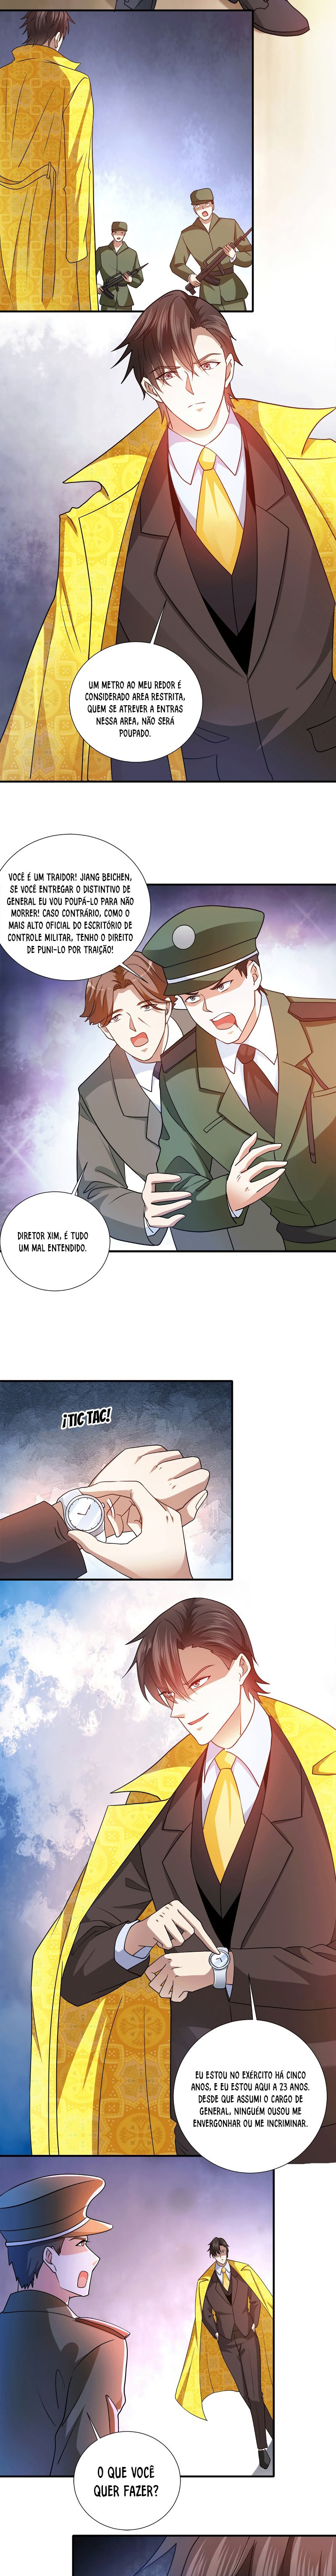 UM METRO AO MEU REDOR É
CONSIDERADO AREA RESTRITA,
QUEM SE ATREVER A ENTRAS
NESSA AREA, NÃO SERÁ
POUPADO.
VOCÊ É UM TRAIDOR! JIANG BEICHEN,
SE VOCÊ ENTREGAR O DISTINTIVO DE
GENERAL EU VOU POUPÁ-LO PARA NÃO
MORRER! CASO CONTRÁRIO, COMO O
MAIS ALTO OFICIAL DO ESCRITÓRIO DE
CONTROLE MILITAR, TENHO O DIREITO
DE PUNI-LO POR TRAIÇÃO!
DIRETOR XIM, É TUDO
UM MAL ENTENDIDO.
¡TIC TAC!
EU ESTOU NO EXÉRCITO HÁ CINCO
ANOS, E EU ESTOU AQUI A 23 ANOS.
DESDE QUE ASSUMI O CARGO DE
GENERAL, NINGUÉM OUSOU ME
ENVERGONHAR OU ME INCRIMINAR.
O QUE VOCÊ
QUER FAZER?